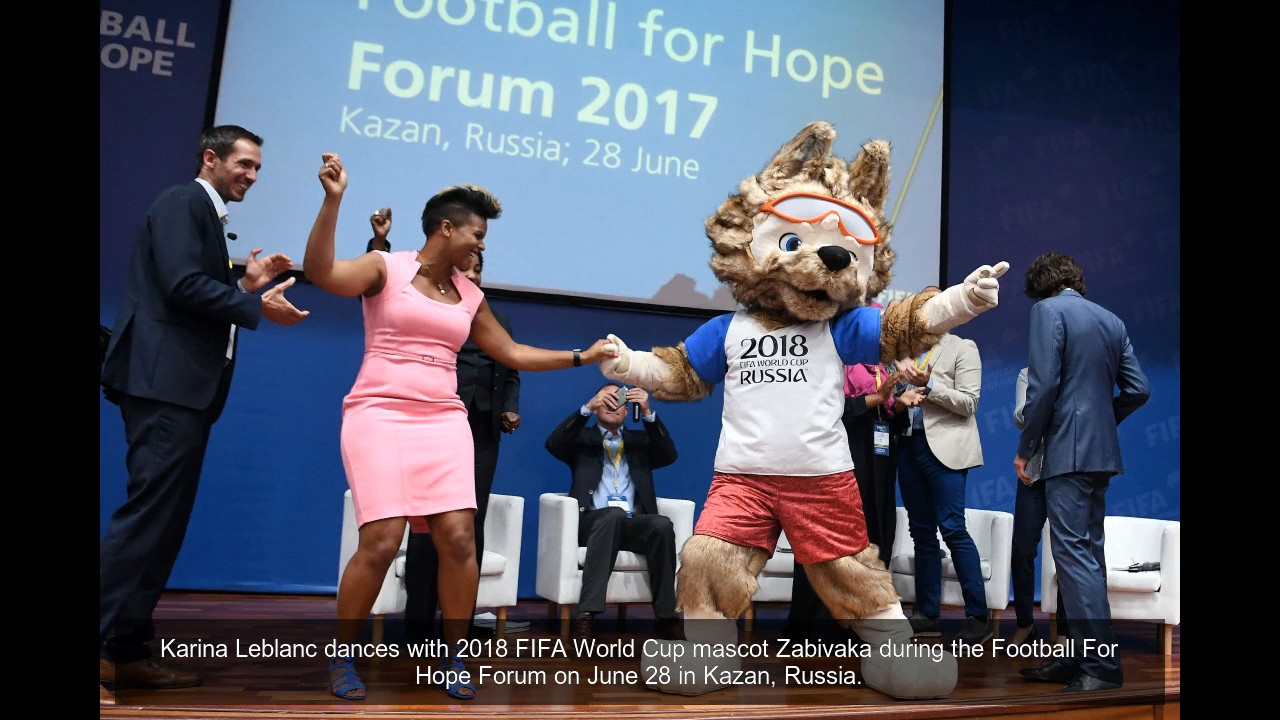 BALL
OPE
Football for Hope
Forum 2017
Kazan, Russia; 28 June
2018
FIFA WORLD CUP
RUSSIA
Karina Leblanc dances with 2018 FIFA World Cup mascot Zabivaka during the Football For
Hope Forum on June 28 in Kazan, Russia.